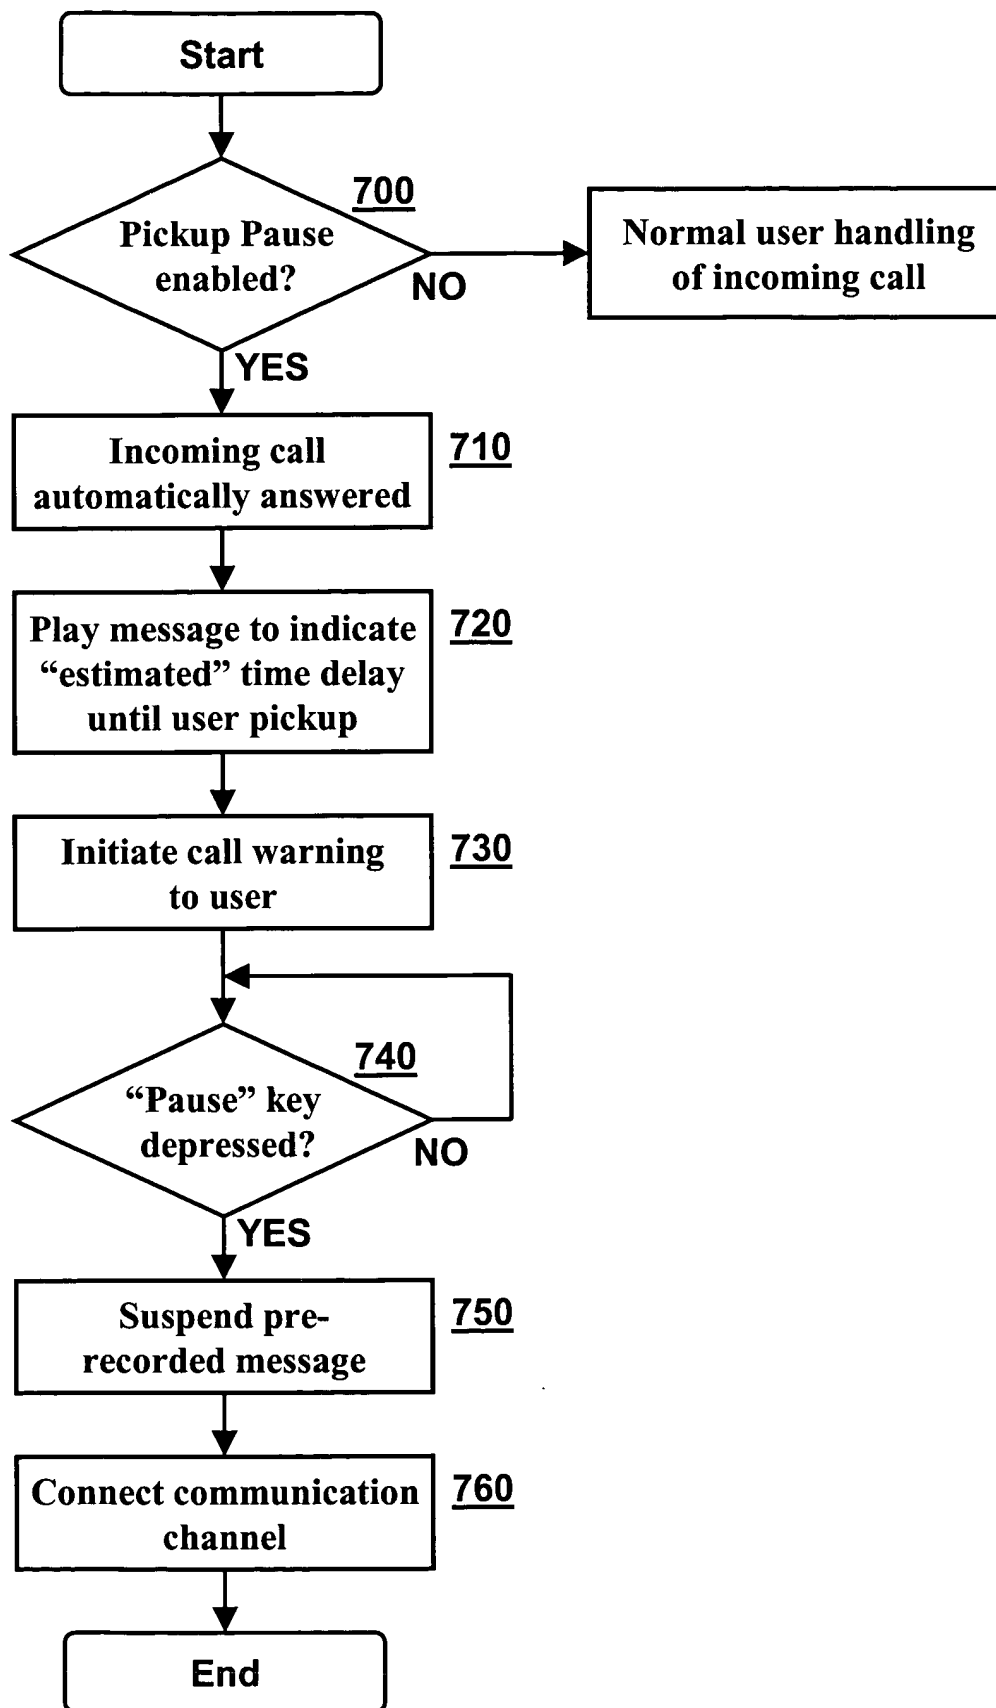 Start
700
Pickup Pause
enabled?
NO
Normal user handling
of incoming call
YES
Incoming call
automatically answered
710
Play message to indicate
“estimated” time delay
until user pickup
720
Initiate call warning
to user
730
740
“Pause” key
depressed?
NO
YES
Suspend pre-
recorded message
750
Connect communication
channel
760
End